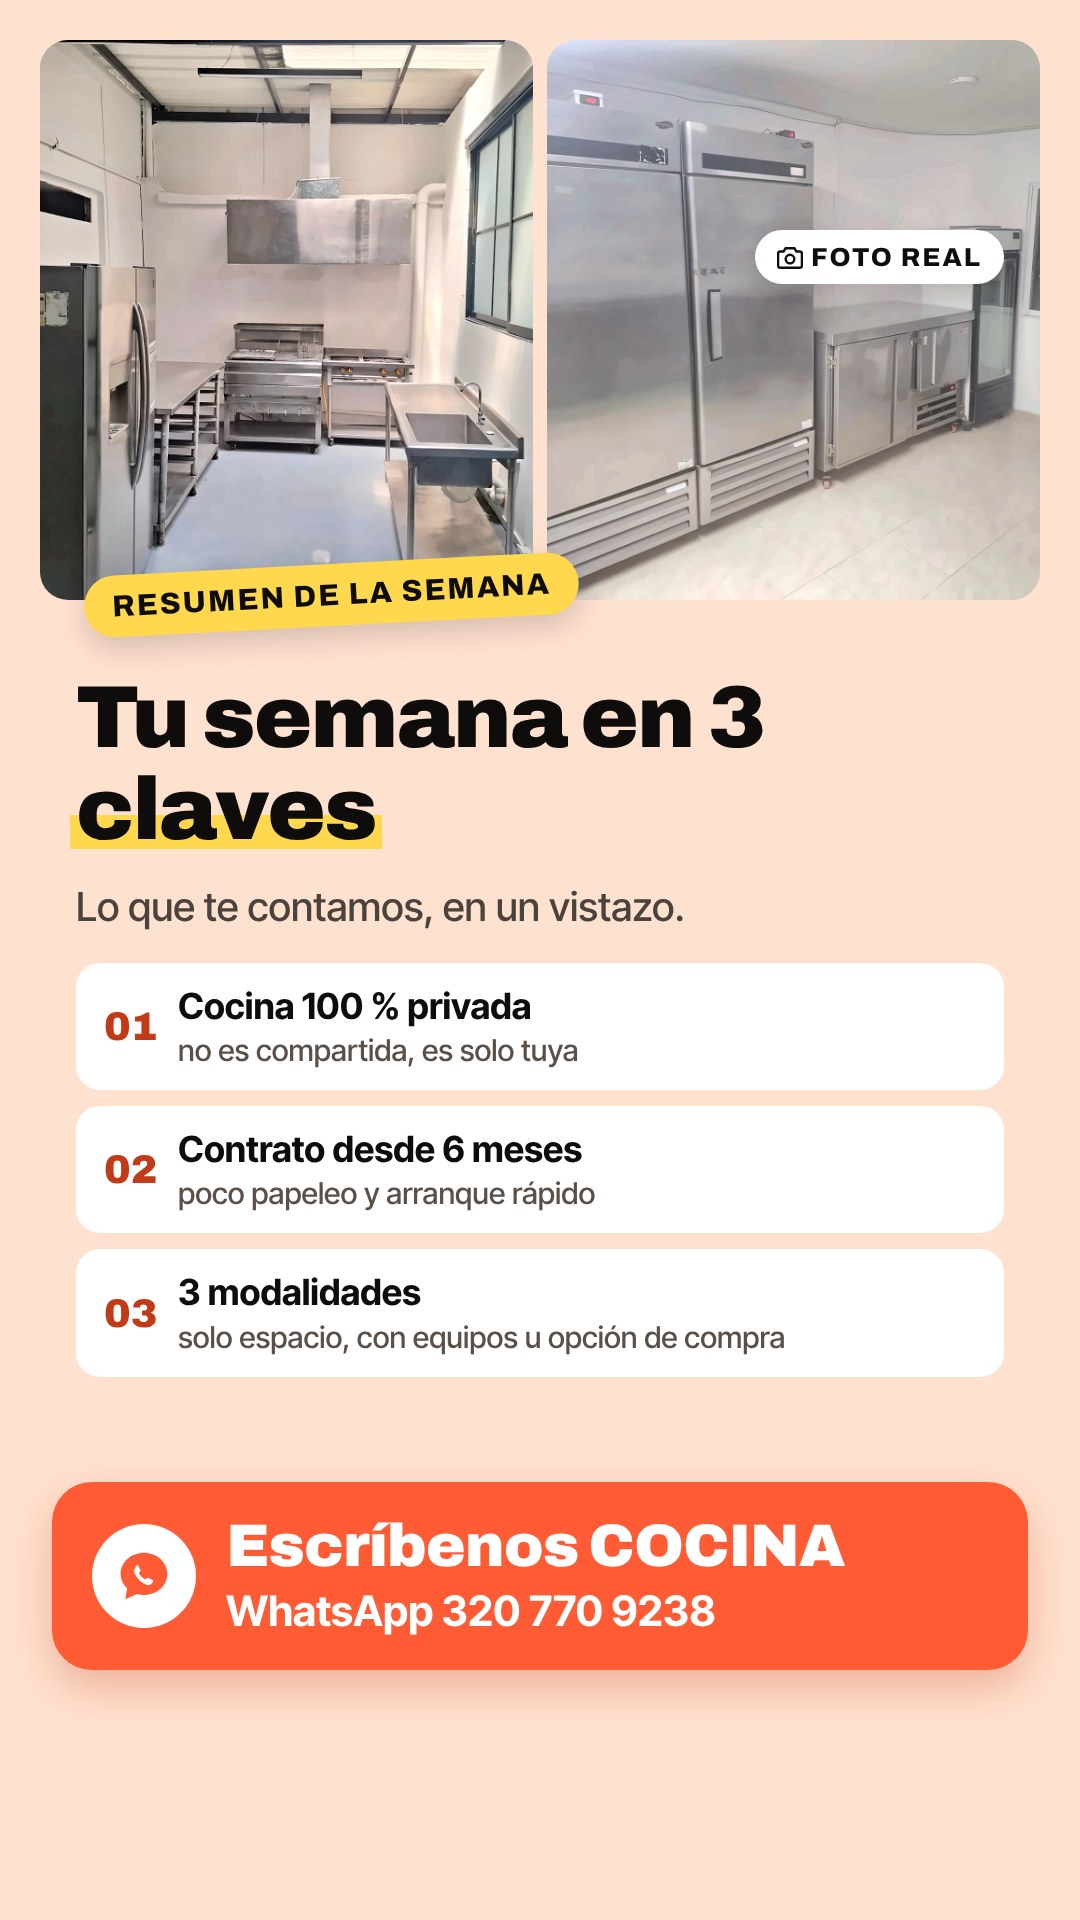 FOTO REAL
RESUMEN DE LA SEMANA
Tu semana en 3
claves
Lo que te contamos, en un vistazo.
01
Cocina 100 % privada
no es compartida, es solo tuya
02
Contrato desde 6 meses
poco papeleo y arranque rápido
03
3 modalidades
solo espacio, con equipos u opción de compra
Escríbenos COCINA
WhatsApp 320 770 9238